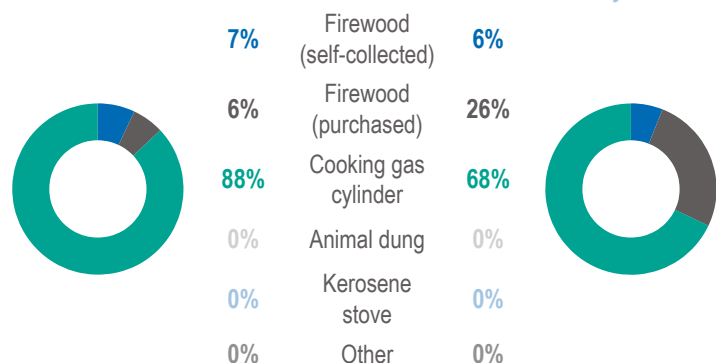 7% Firewood (self-collected) 6%
6% Firewood (purchased) 26%
88% Cooking gas cylinder 68%
0% Animal dung 0%
0% Kerosene stove 0%
0% Other 0%